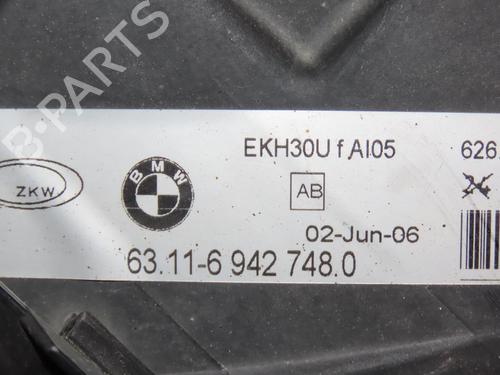 B-PARTS
EKH30U f,AI05
626
ZKW
BMW
AB
02-Jun-06
63.11-6 942 748.0